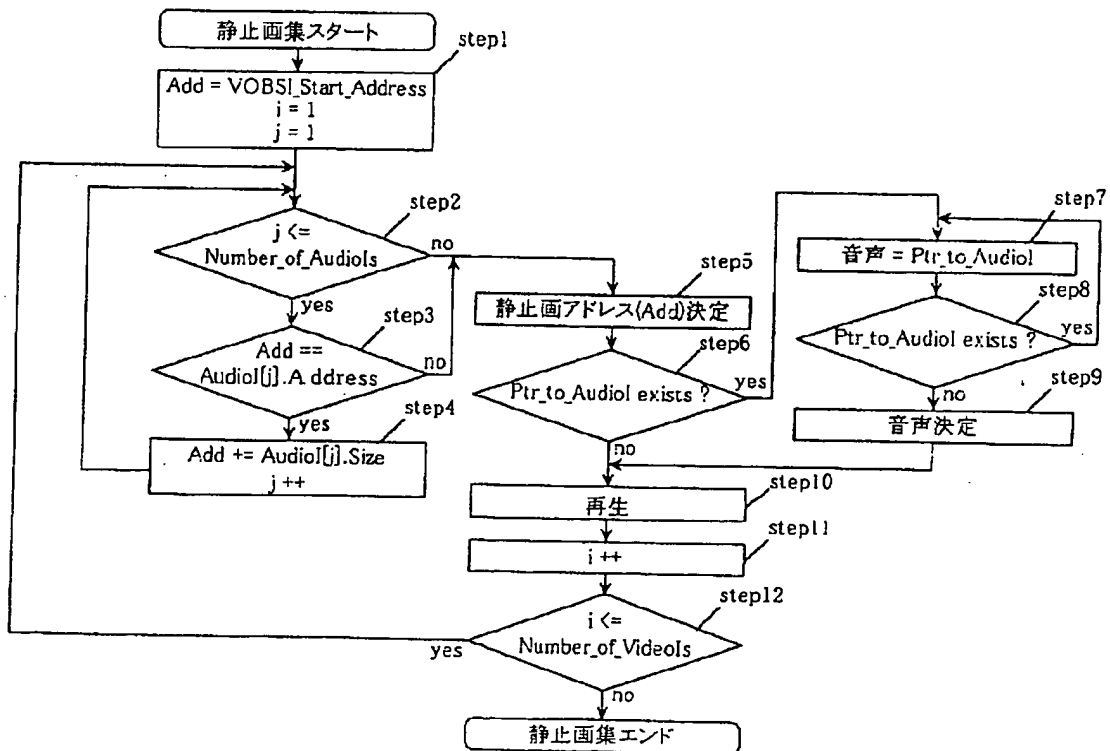 静止画集スタート
step1
Add = VOBSI_Start_Address
i = 1
j = 1
step2
j <=
Number_of_AudioIs
no
yes
step3
Add ==
AudioI[j].Address
no
yes
step4
Add += AudioI[j].Size
j ++
step5
静止画アドレス(Add)決定
step6
Ptr_to_AudioI exists ?
yes
no
step7
音声 = Ptr_to_AudioI
step8
Ptr_to_AudioI exists ?
yes
no
step9
音声決定
step10
再生
step11
i ++
step12
i <=
Number_of_VideoIs
yes
no
静止画集エンド